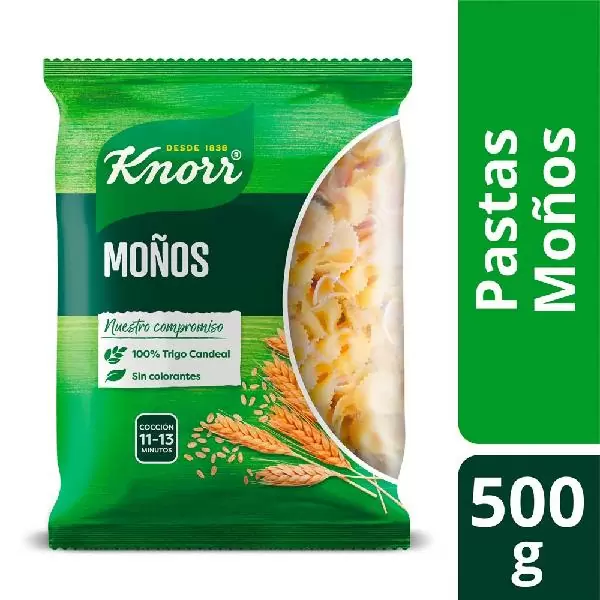 DESDE 1838
Knorr®
MOÑOS
Nuestro compromiso
100% Trigo Candeal
Sin colorantes
COCCIÓN
11-13
MINUTOS
Pastas
Moños
500
g